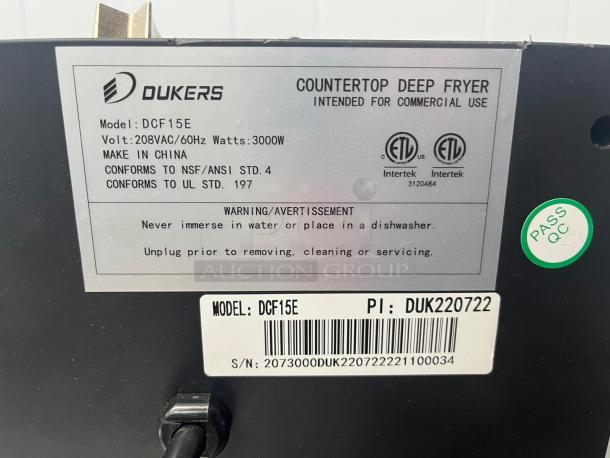 DUKERS
COUNTERTOP DEEP FRYER
INTENDED FOR COMMERCIAL USE
Model: DCF15E
Volt: 208VAC/60Hz Watts: 3000W
MAKE IN CHINA
CONFORMS TO NSF/ANSI STD. 4
CONFORMS TO UL STD. 197
C ETL US ETL
Intertek Intertek
3120484
WARNING/AVERTISSEMENT
Never immerse in water or place in a dishwasher.
Unplug prior to removing, cleaning or servicing.
AUCTION GROUP
PASS
QC
MODEL: DCF15E PI: DUK220722
S/N: 2073000DUK220722221100034